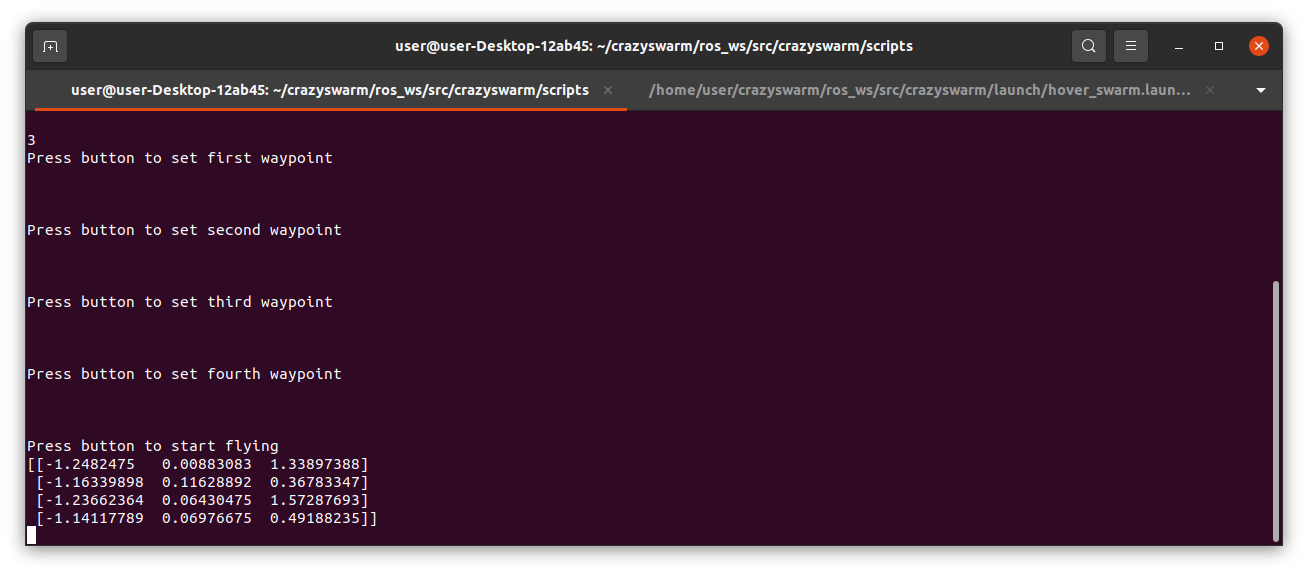 user@user-Desktop-12ab45: ~/crazyswarm/ros_ws/src/crazyswarm/scripts
user@user-Desktop-12ab45: ~/crazyswarm/ros_ws/src/crazyswarm/scripts
/home/user/crazyswarm/ros_ws/src/crazyswarm/launch/hover_swarm.laun...
3
Press button to set first waypoint
Press button to set second waypoint
Press button to set third waypoint
Press button to set fourth waypoint
Press button to start flying
[[-1.2482475   0.00883083  1.33897388]
 [-1.16339898  0.11628892  0.36783347]
 [-1.23662364  0.06430475  1.57287693]
 [-1.14117789  0.06976675  0.49188235]]